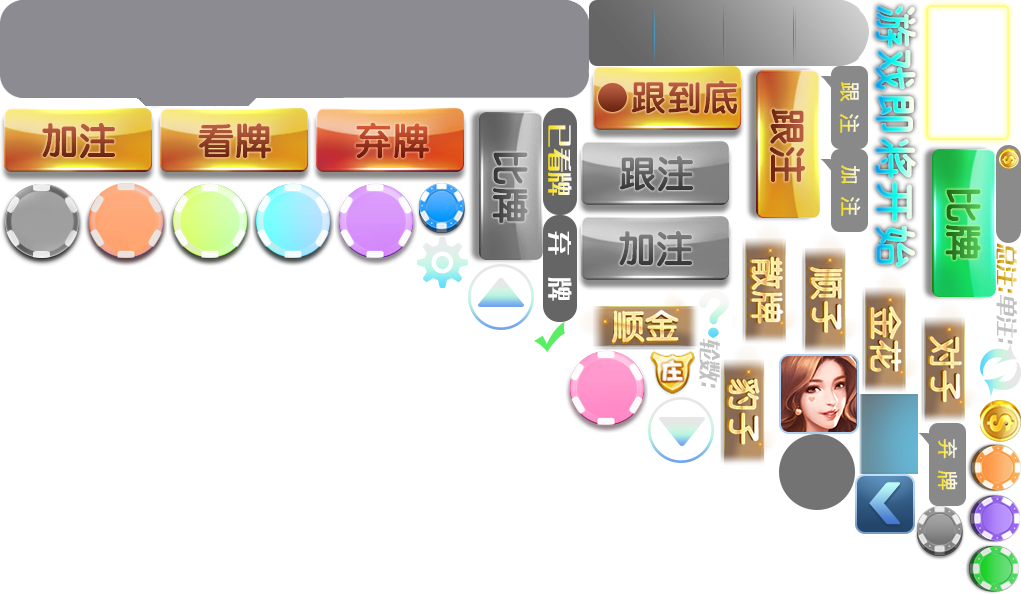 加注
看牌
弃牌
比牌
已看牌
弃牌
跟到底
跟注
加注
跟注
跟注
加注
游戏即将开始
比牌
总注:
单注:
散牌
顺子
金花
对子
顺金
轮数:
庄
豹子
弃牌